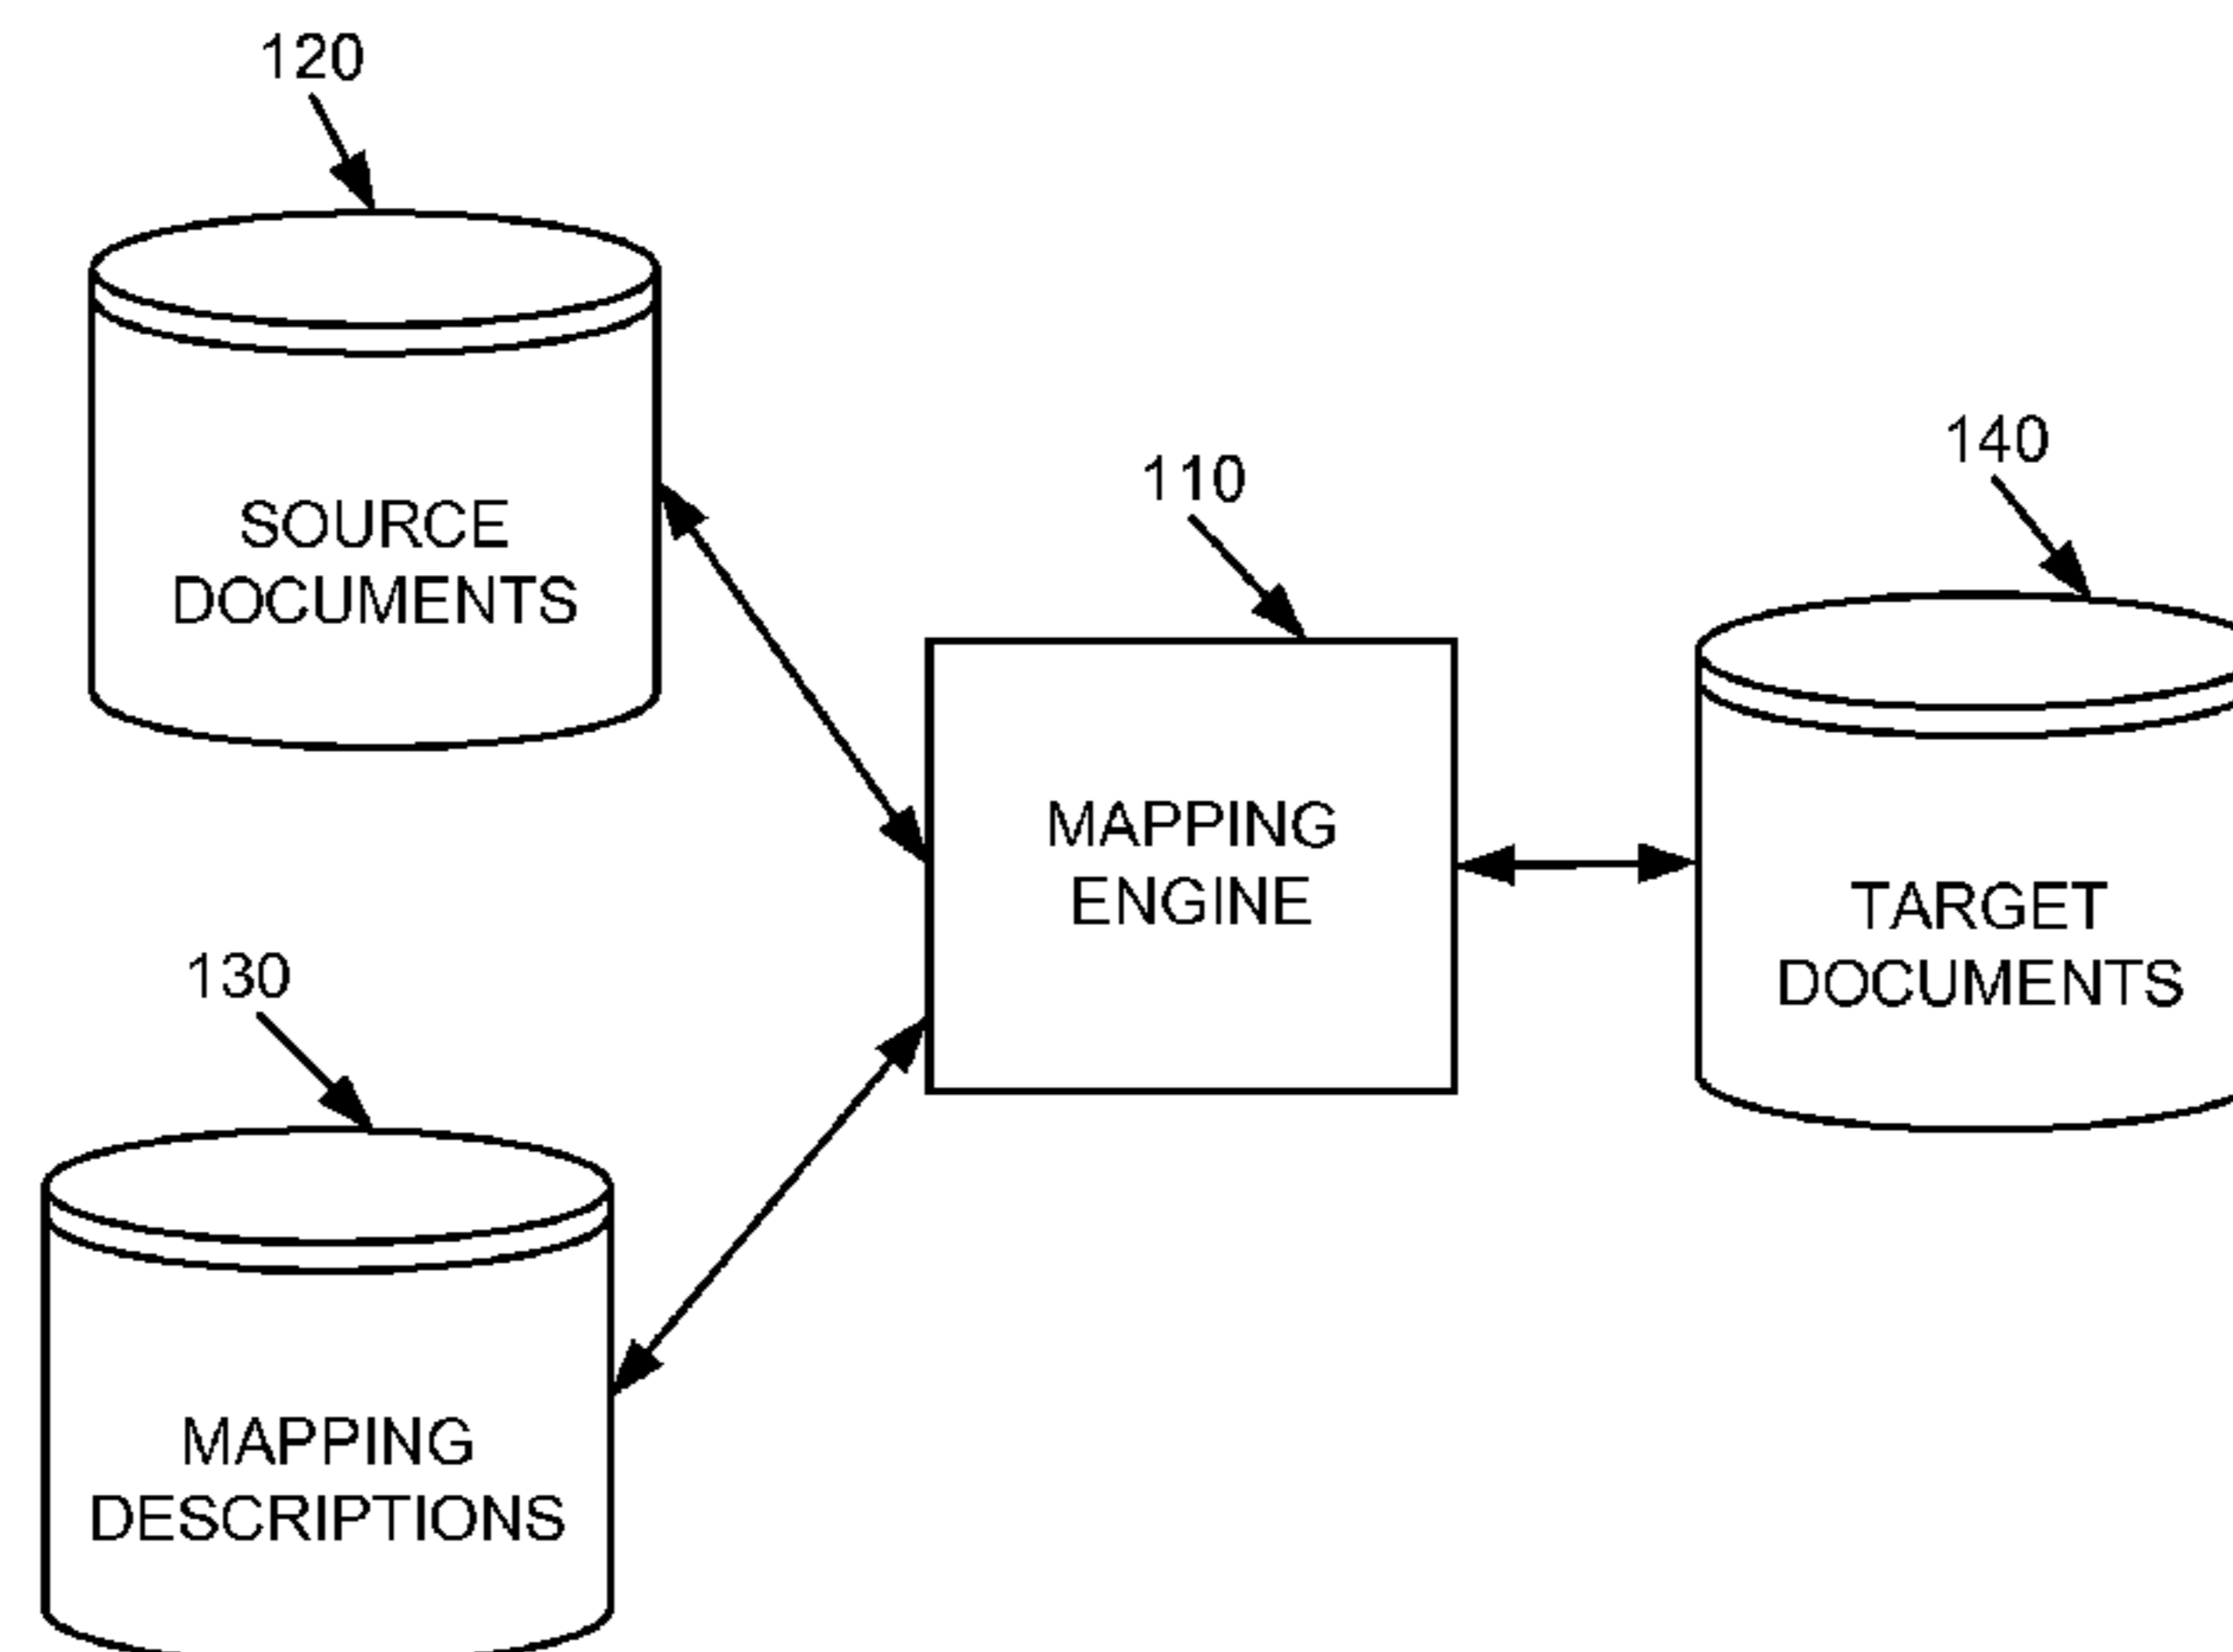 120
SOURCE
DOCUMENTS
110
MAPPING
ENGINE
140
TARGET
DOCUMENTS
130
MAPPING
DESCRIPTIONS